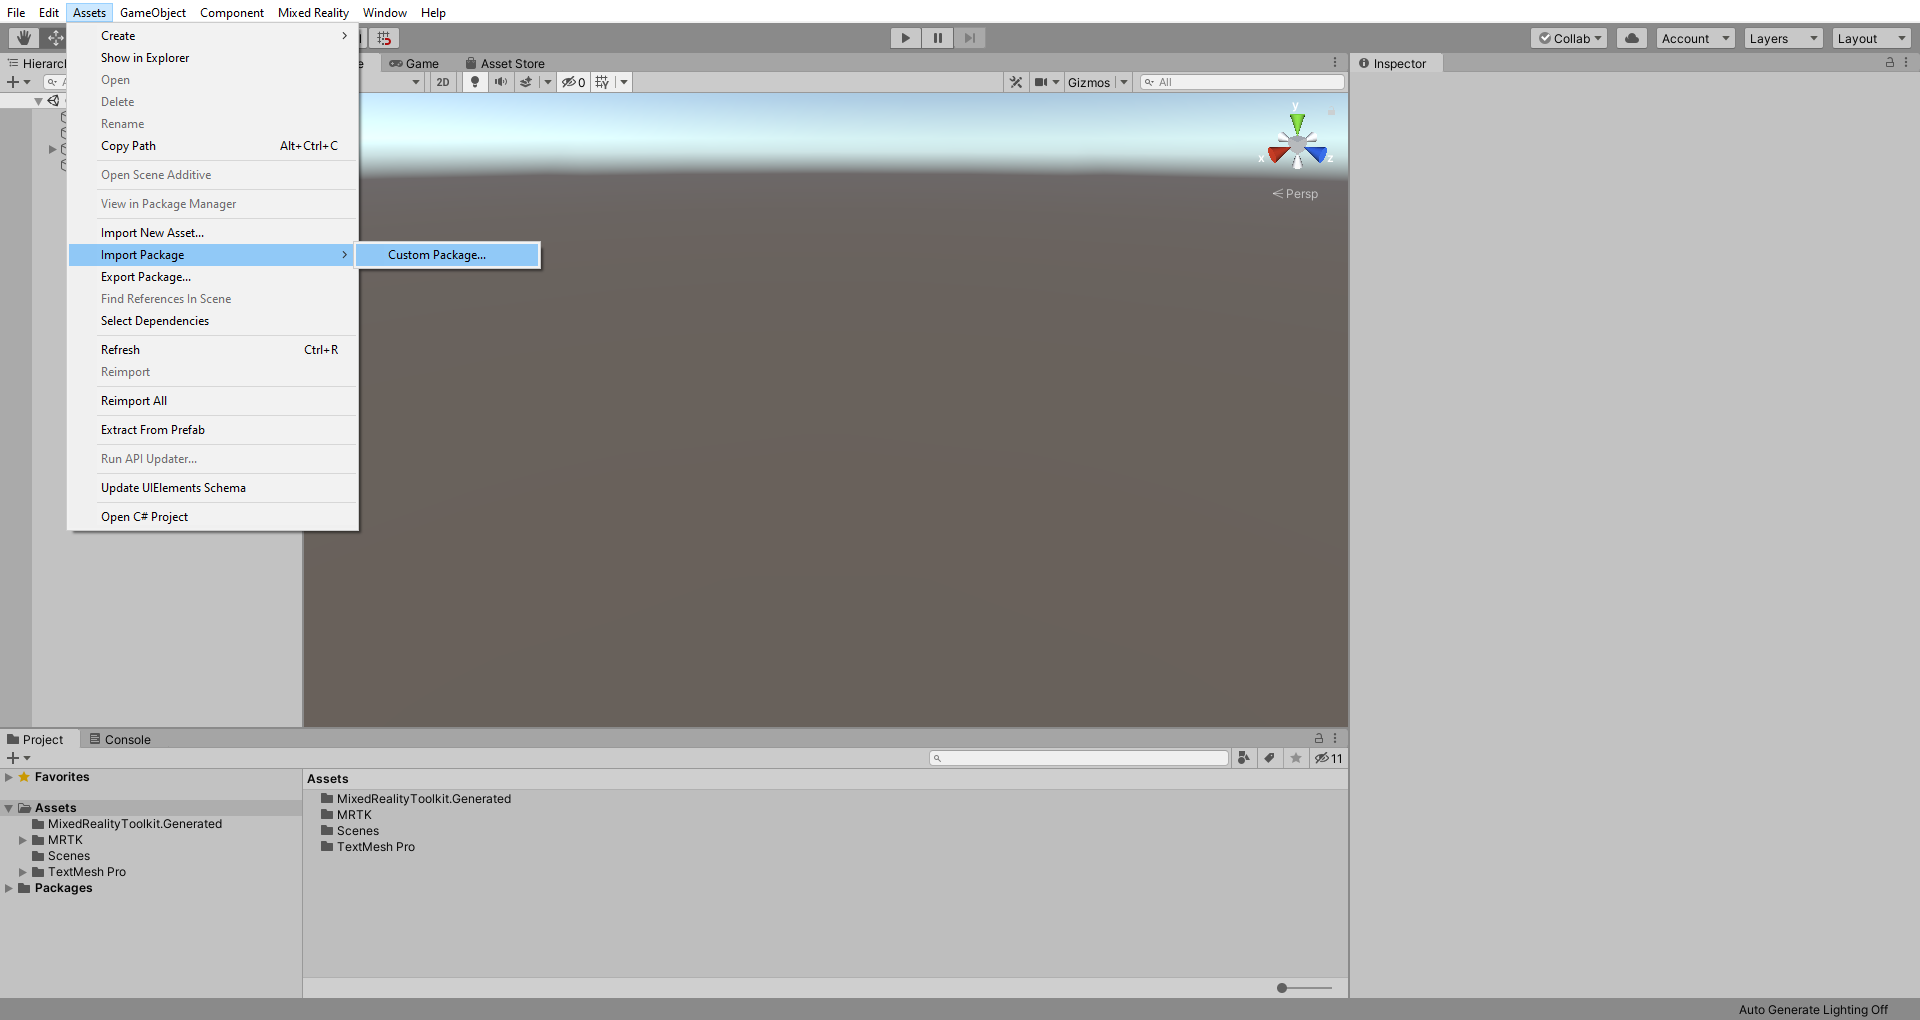 File Edit Assets GameObject Component Mixed Reality Window Help
Collab Account Layers Layout
Hierarch
Game Asset Store
Inspector
2D 0 Gizmos All
y x z
Persp
Create
Show in Explorer
Open
Delete
Rename
Copy Path Alt+Ctrl+C
Open Scene Additive
View in Package Manager
Import New Asset...
Import Package Custom Package...
Export Package...
Find References In Scene
Select Dependencies
Refresh Ctrl+R
Reimport
Reimport All
Extract From Prefab
Run API Updater...
Update UIElements Schema
Open C# Project
Project Console
11
Favorites
Assets
MixedRealityToolkit.Generated
MRTK
Scenes
TextMesh Pro
Packages
Assets
MixedRealityToolkit.Generated
MRTK
Scenes
TextMesh Pro
Auto Generate Lighting Off